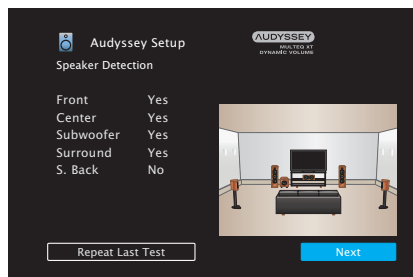 Audyssey Setup
AUDYSSEY
MULTEQ XT
DYNAMIC VOLUME
Speaker Detection
Front Yes
Center Yes
Subwoofer Yes
Surround Yes
S. Back No
Repeat Last Test
Next